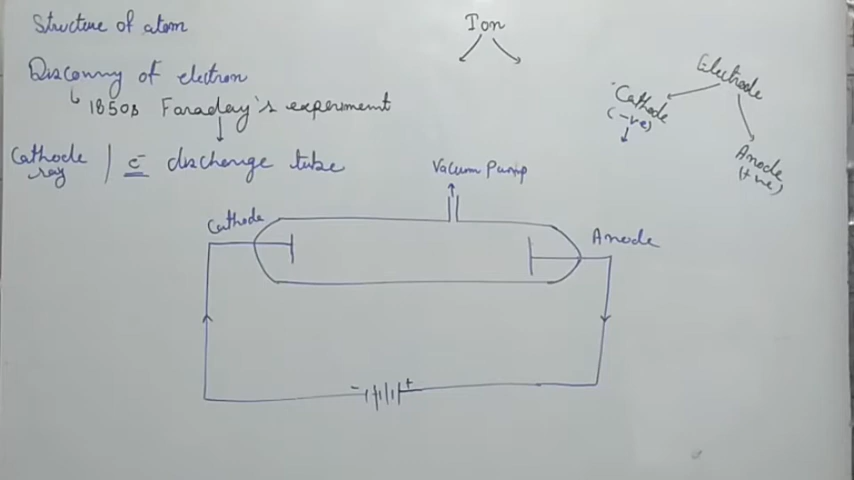 Structure of atom
Discovery of electron
1850s Faraday's experiment
Cathode ray | e⁻ discharge tube
Ion
Electrode
Cathode
(-ve)
Anode
(+ve)
Vacuum Pump
Cathode
Anode
- +